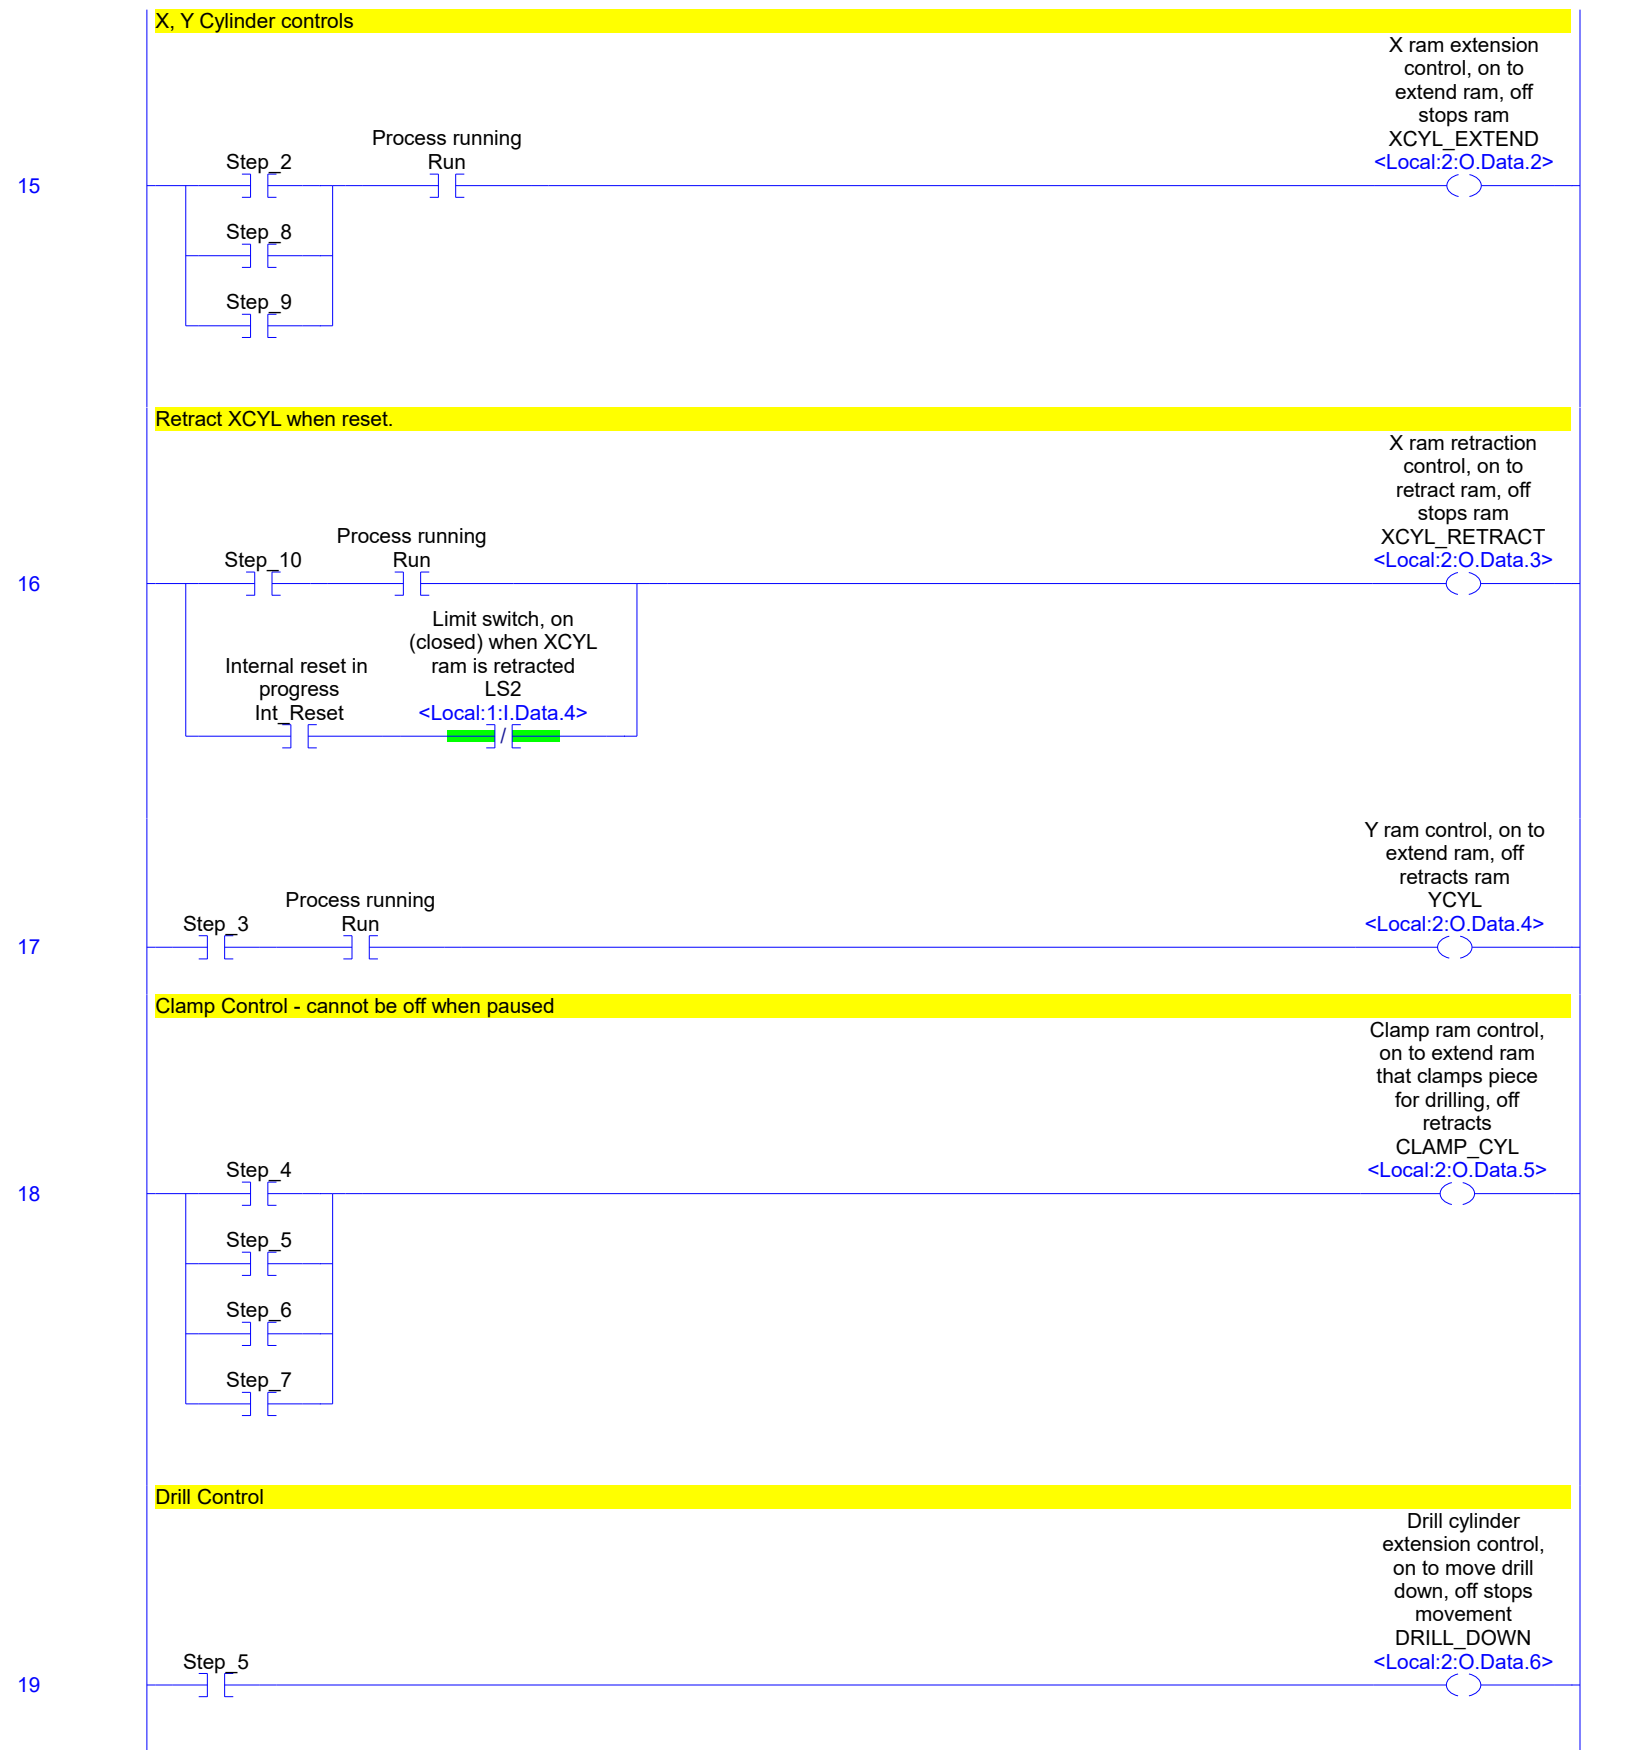 X, Y Cylinder controls
X ram extension
control, on to
extend ram, off
stops ram
XCYL_EXTEND
<Local:2:O.Data.2>
Process running
Run
Step_2
15
Step_8
Step_9
Retract XCYL when reset.
X ram retraction
control, on to
retract ram, off
stops ram
XCYL_RETRACT
<Local:2:O.Data.3>
Process running
Run
Step_10
16
Limit switch, on
(closed) when XCYL
ram is retracted
LS2
<Local:1:I.Data.4>
Internal reset in
progress
Int_Reset
/
Y ram control, on to
extend ram, off
retracts ram
YCYL
<Local:2:O.Data.4>
Process running
Run
Step_3
17
Clamp Control - cannot be off when paused
Clamp ram control,
on to extend ram
that clamps piece
for drilling, off
retracts
CLAMP_CYL
<Local:2:O.Data.5>
Step_4
18
Step_5
Step_6
Step_7
Drill Control
Drill cylinder
extension control,
on to move drill
down, off stops
movement
DRILL_DOWN
<Local:2:O.Data.6>
Step_5
19